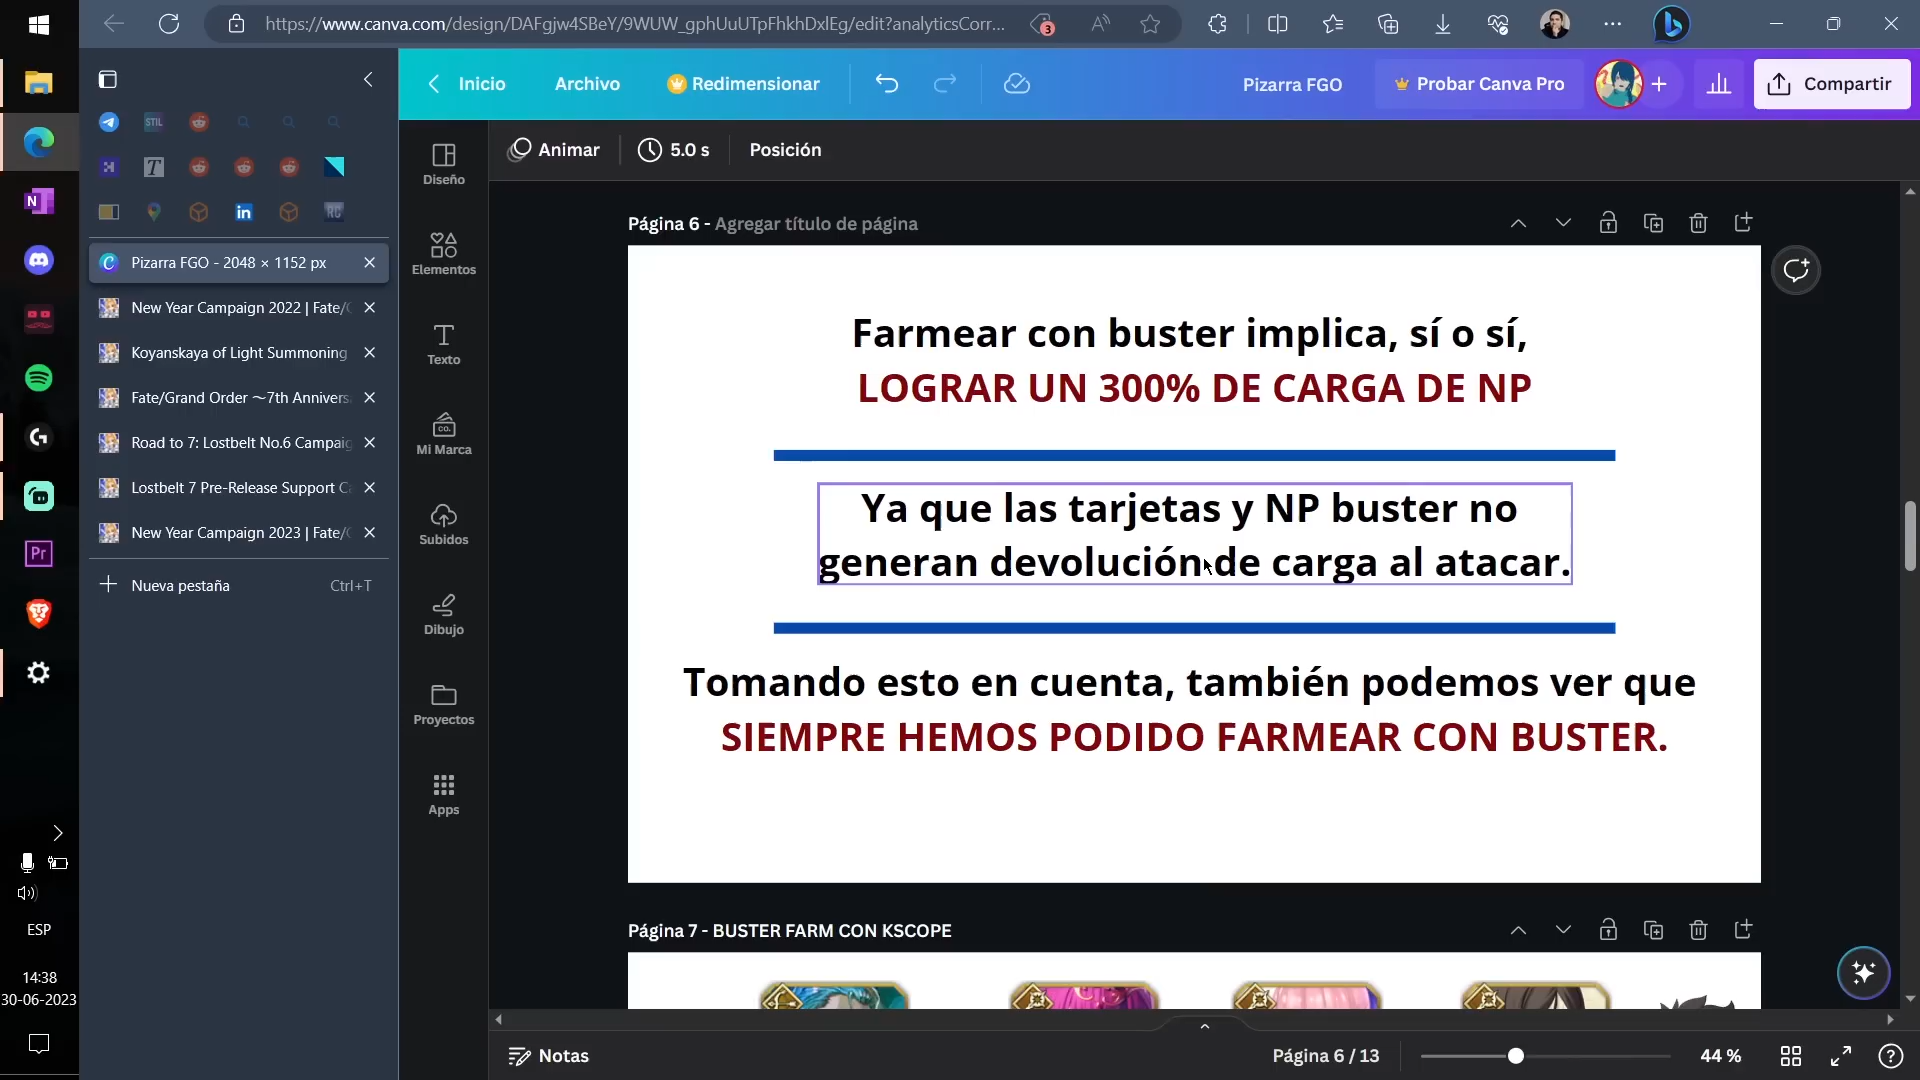 https://www.canva.com/design/DAFgjw4SBeY/9WUW_gphUuUTpFhkhDxlEg/edit?analyticsCorr...
3
Inicio
Archivo
Redimensionar
Pizarra FGO
Probar Canva Pro
Compartir
Animar
5.0 s
Posición
STIL
T
in
RC
Pizarra FGO - 2048 × 1152 px
New Year Campaign 2022 | Fate/G
Koyanskaya of Light Summoning
Fate/Grand Order ～7th Annivers
Road to 7: Lostbelt No.6 Campaig
Lostbelt 7 Pre-Release Support Ca
New Year Campaign 2023 | Fate/G
Nueva pestaña
Ctrl+T
Diseño
Elementos
Texto
CO.
Mi Marca
Subidos
Dibujo
Proyectos
Apps
Página 6 - Agregar título de página
Farmear con buster implica, sí o sí,
LOGRAR UN 300% DE CARGA DE NP
Ya que las tarjetas y NP buster no
generan devolución de carga al atacar.
Tomando esto en cuenta, también podemos ver que
SIEMPRE HEMOS PODIDO FARMEAR CON BUSTER.
Página 7 - BUSTER FARM CON KSCOPE
Notas
Página 6 / 13
44 %
N
Pr
ESP
14:38
30-06-2023